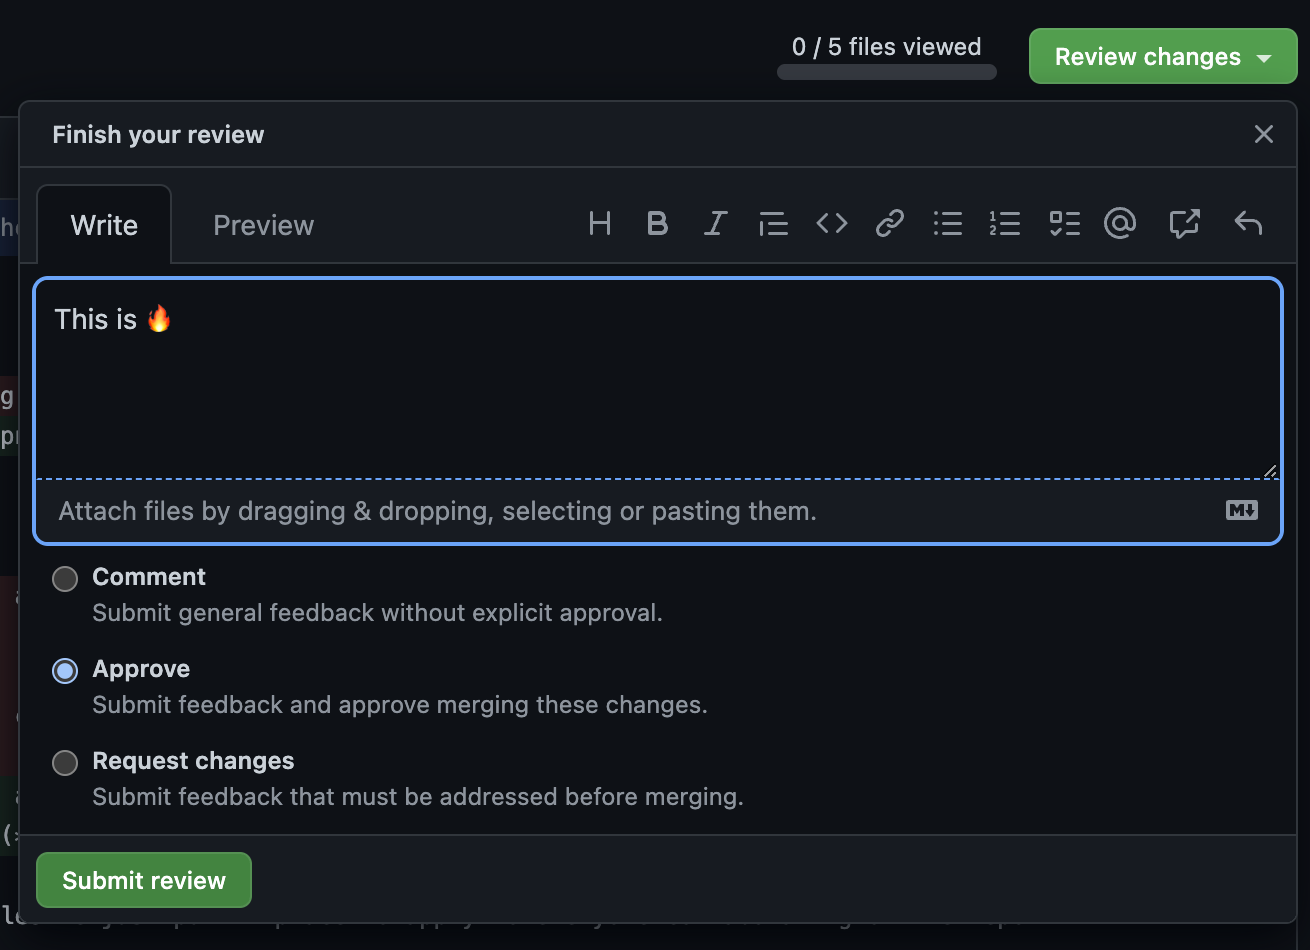 0 / 5 files viewed
Review changes
Finish your review
Write
Preview
This is 🔥
Attach files by dragging & dropping, selecting or pasting them.
Comment
Submit general feedback without explicit approval.
Approve
Submit feedback and approve merging these changes.
Request changes
Submit feedback that must be addressed before merging.
Submit review